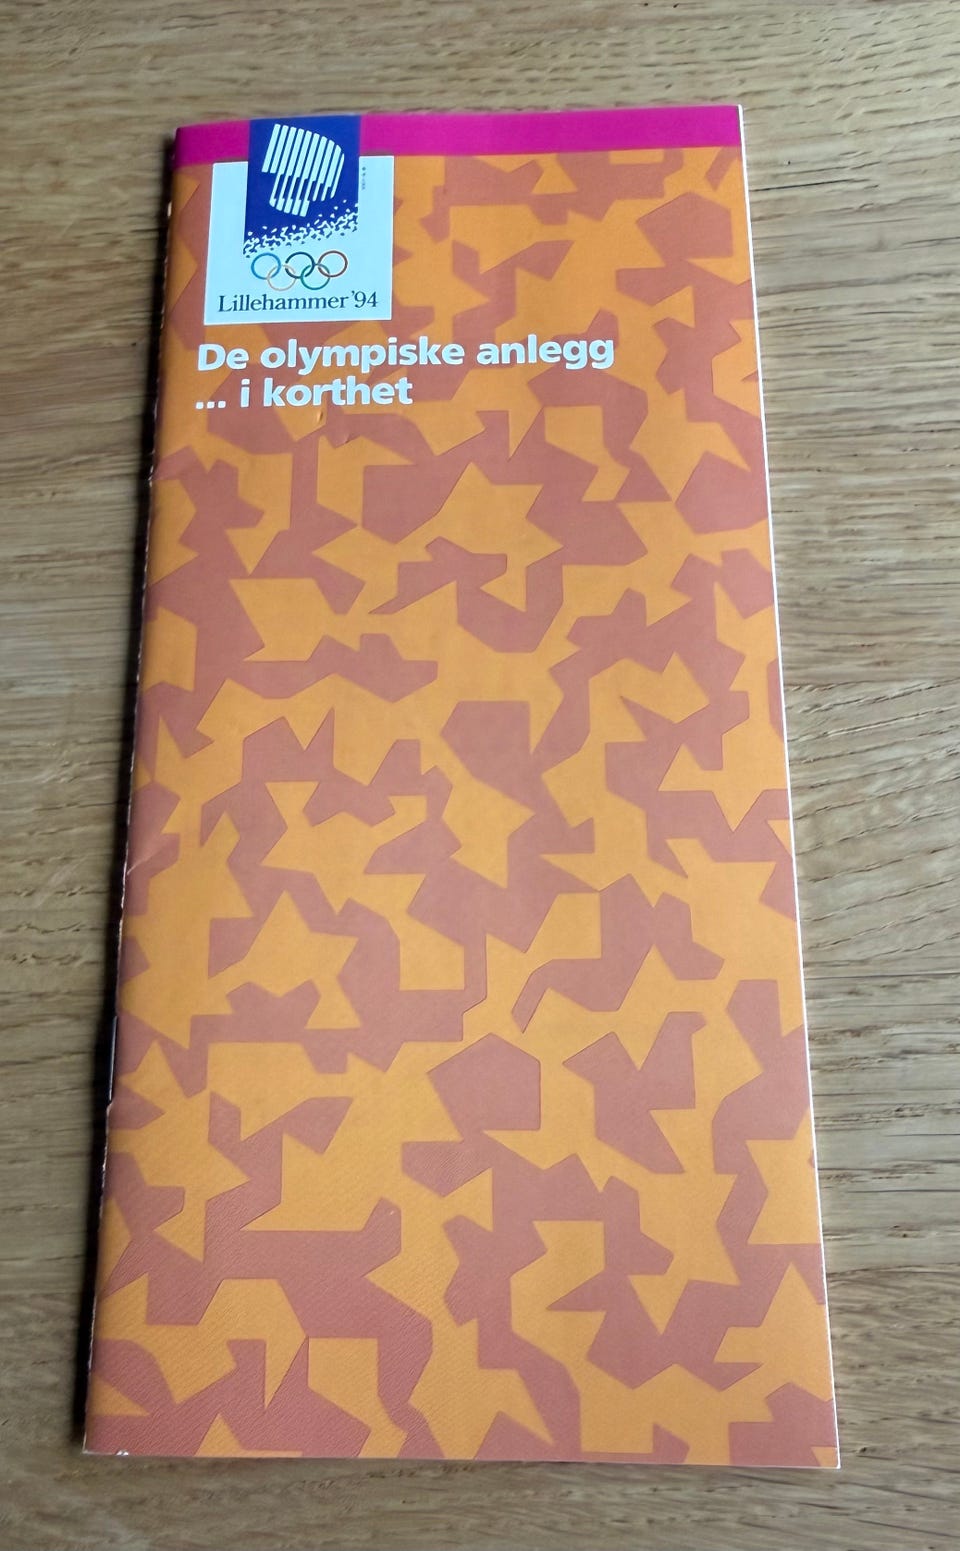 Lillehammer '94
De olympiske anlegg
... i korthet